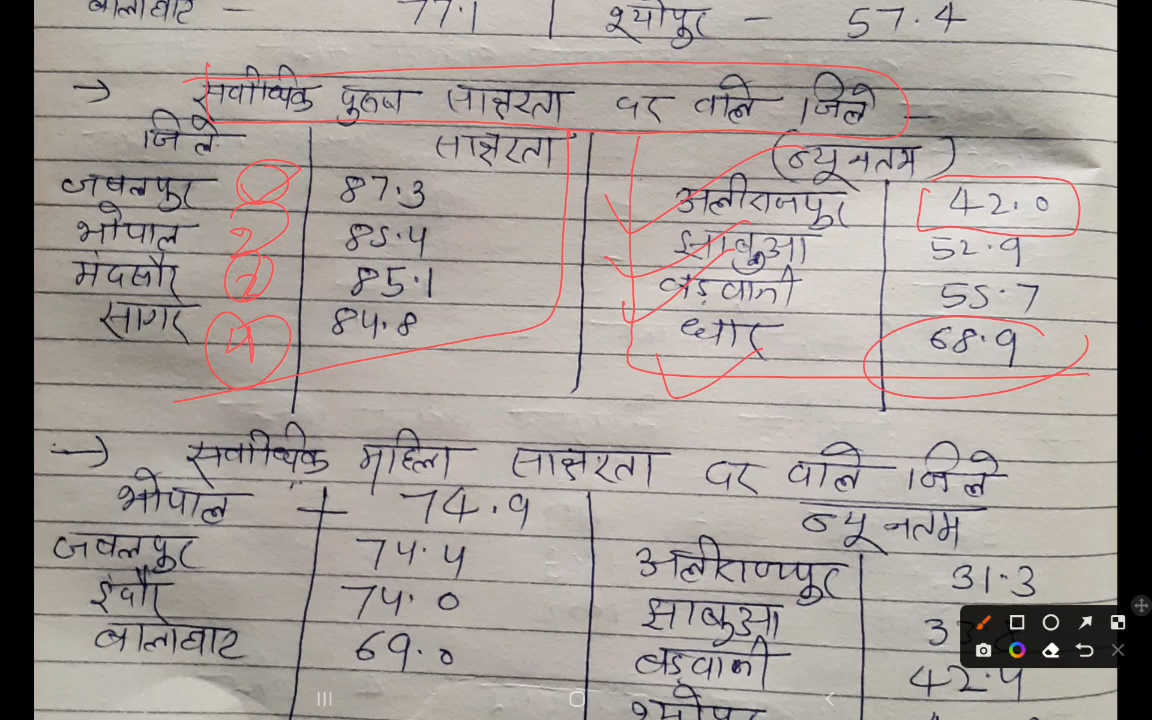 बालाघाट - 77.1 | श्योपुर - 57.4
→ सर्वाधिक पुरुष साक्षरता दर वाले जिले -
जिले साक्षरता (न्यूनतम)
जबलपुर 87.3 अलीराजपुर 42.0
भोपाल 2 85.4 झाबुआ 52.9
मंदसौर 85.1 बड़वानी 55.7
सागर 4 84.8 धार 68.9
→ सर्वाधिक महिला साक्षरता दर वाले जिले
भोपाल - 74.9 न्यूनतम
जबलपुर 74.4 अलीराजपुर 31.3
इंदौर 74.0 झाबुआ
बालाघाट 69.0 बड़वानी 42.4